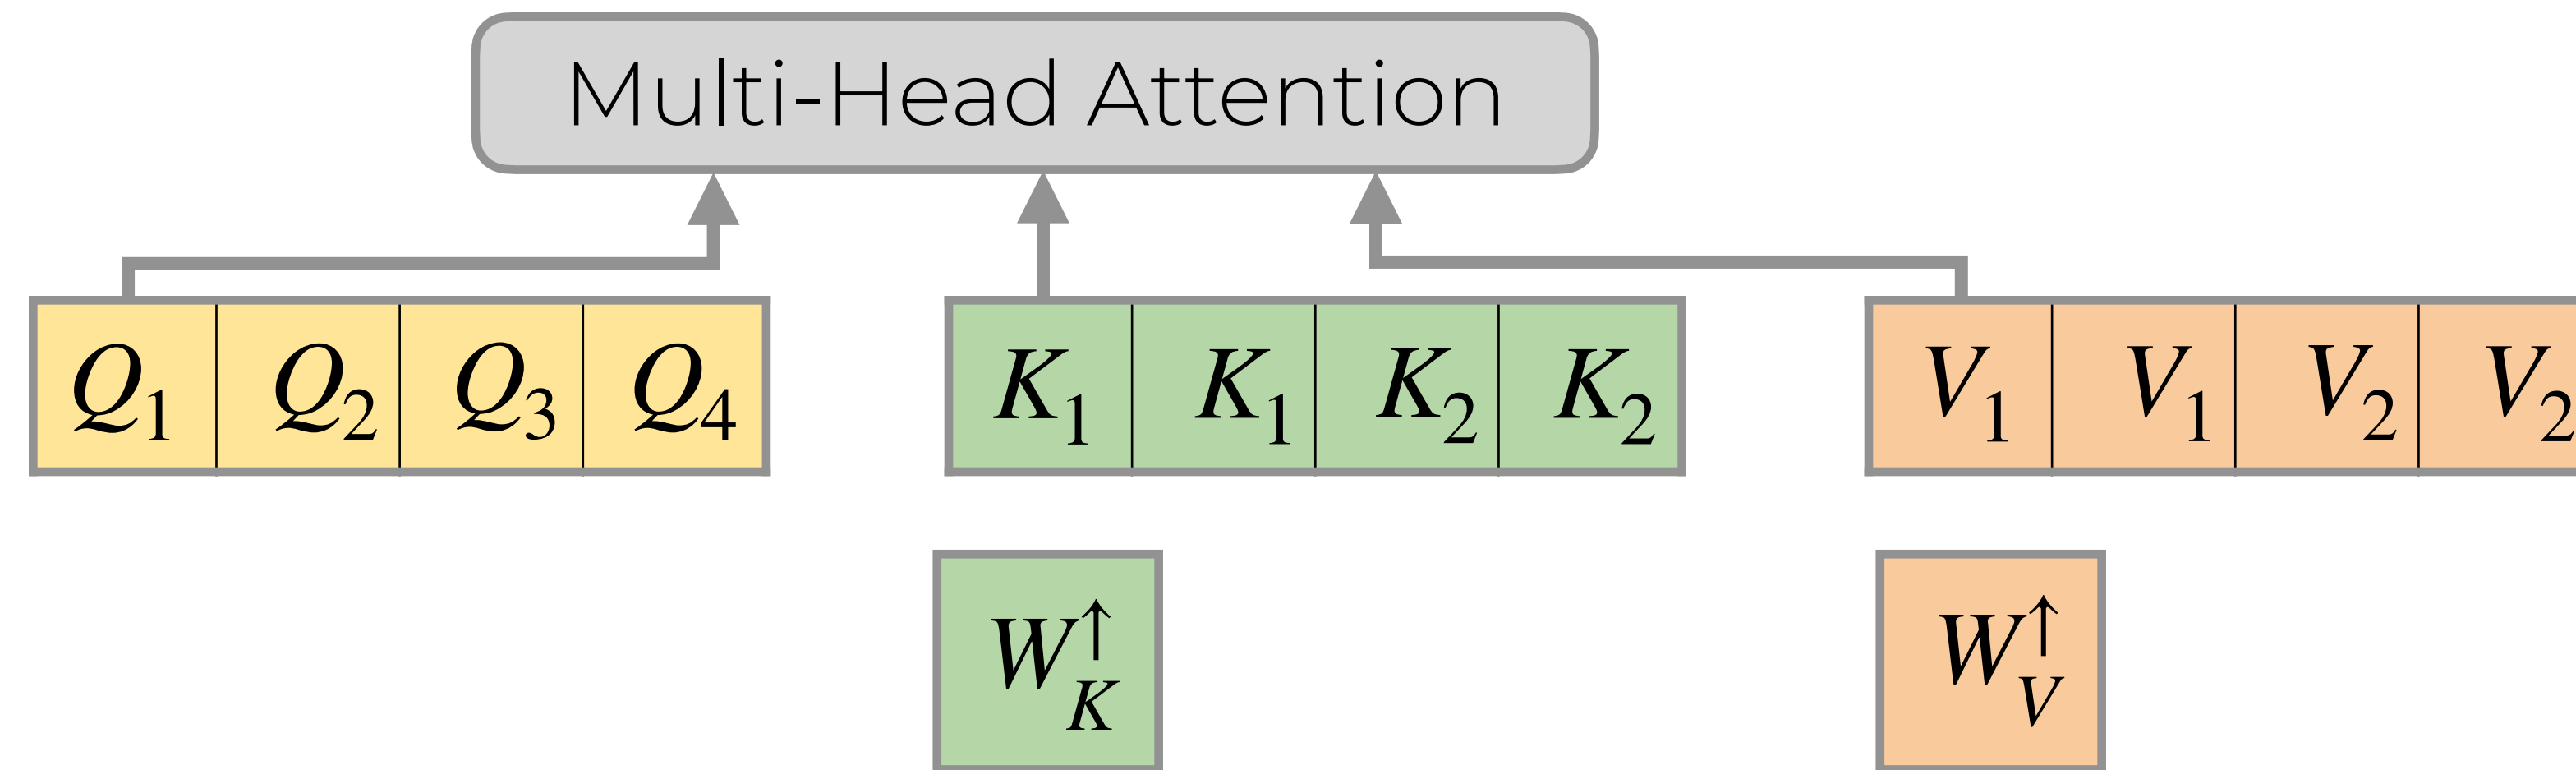 Multi-Head Attention
Q₁ Q₂ Q₃ Q₄ K₁ K₁ K₂ K₂ V₁ V₁ V₂ V₂
W↑K W↑V